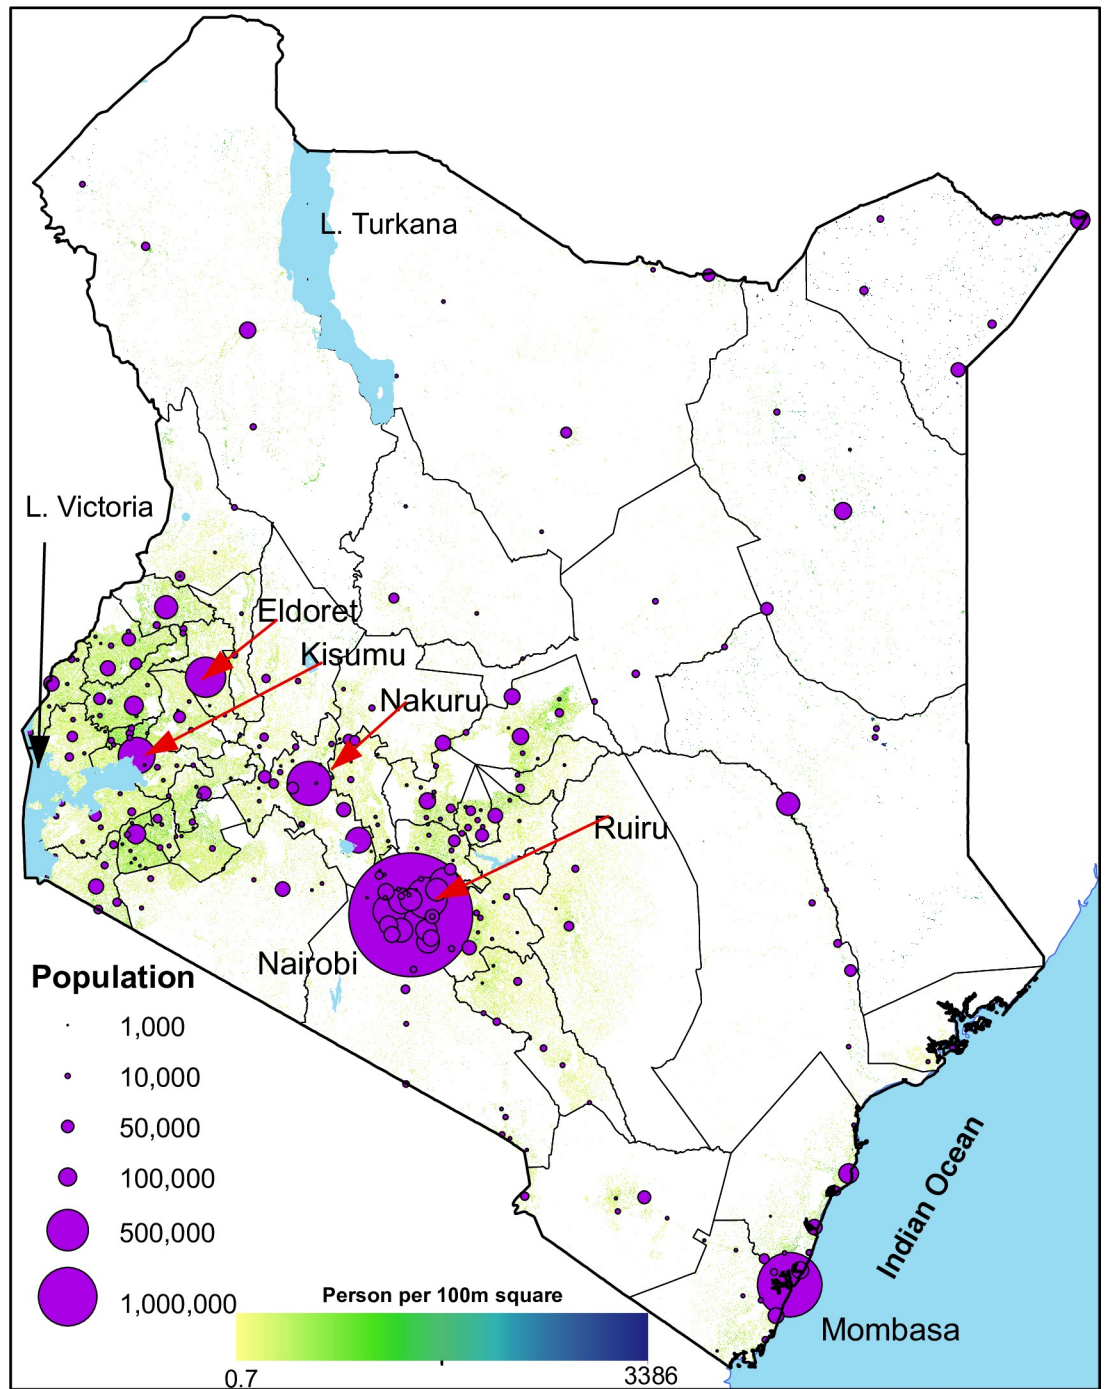 L. Turkana
L. Victoria
Eldoret
Kisumu
Nakuru
Ruiru
Nairobi
Population
1,000
10,000
50,000
100,000
500,000
1,000,000
Indian Ocean
Mombasa
Person per 100m square
0.7
3386